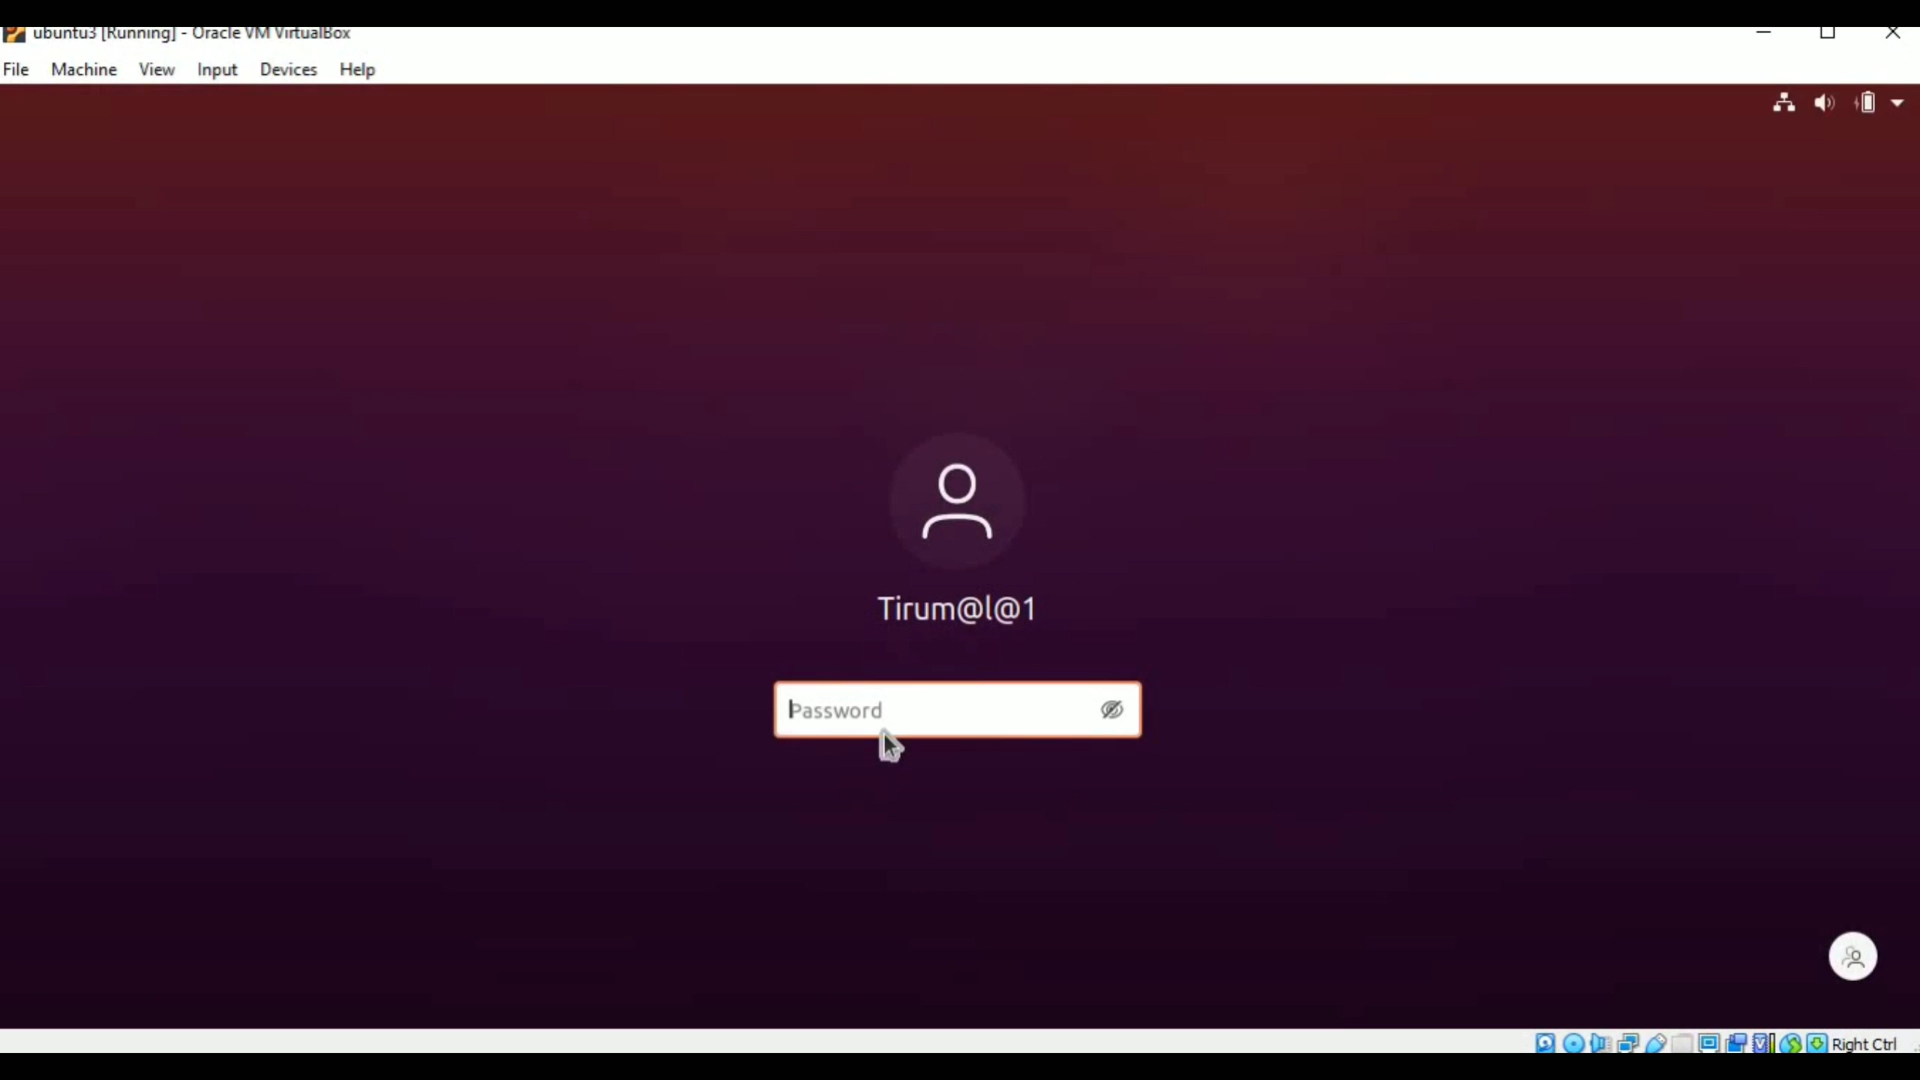 ubuntu3 [Running] - Oracle VM VirtualBox
File Machine View Input Devices Help
Tirum@l@1
Password
Right Ctrl